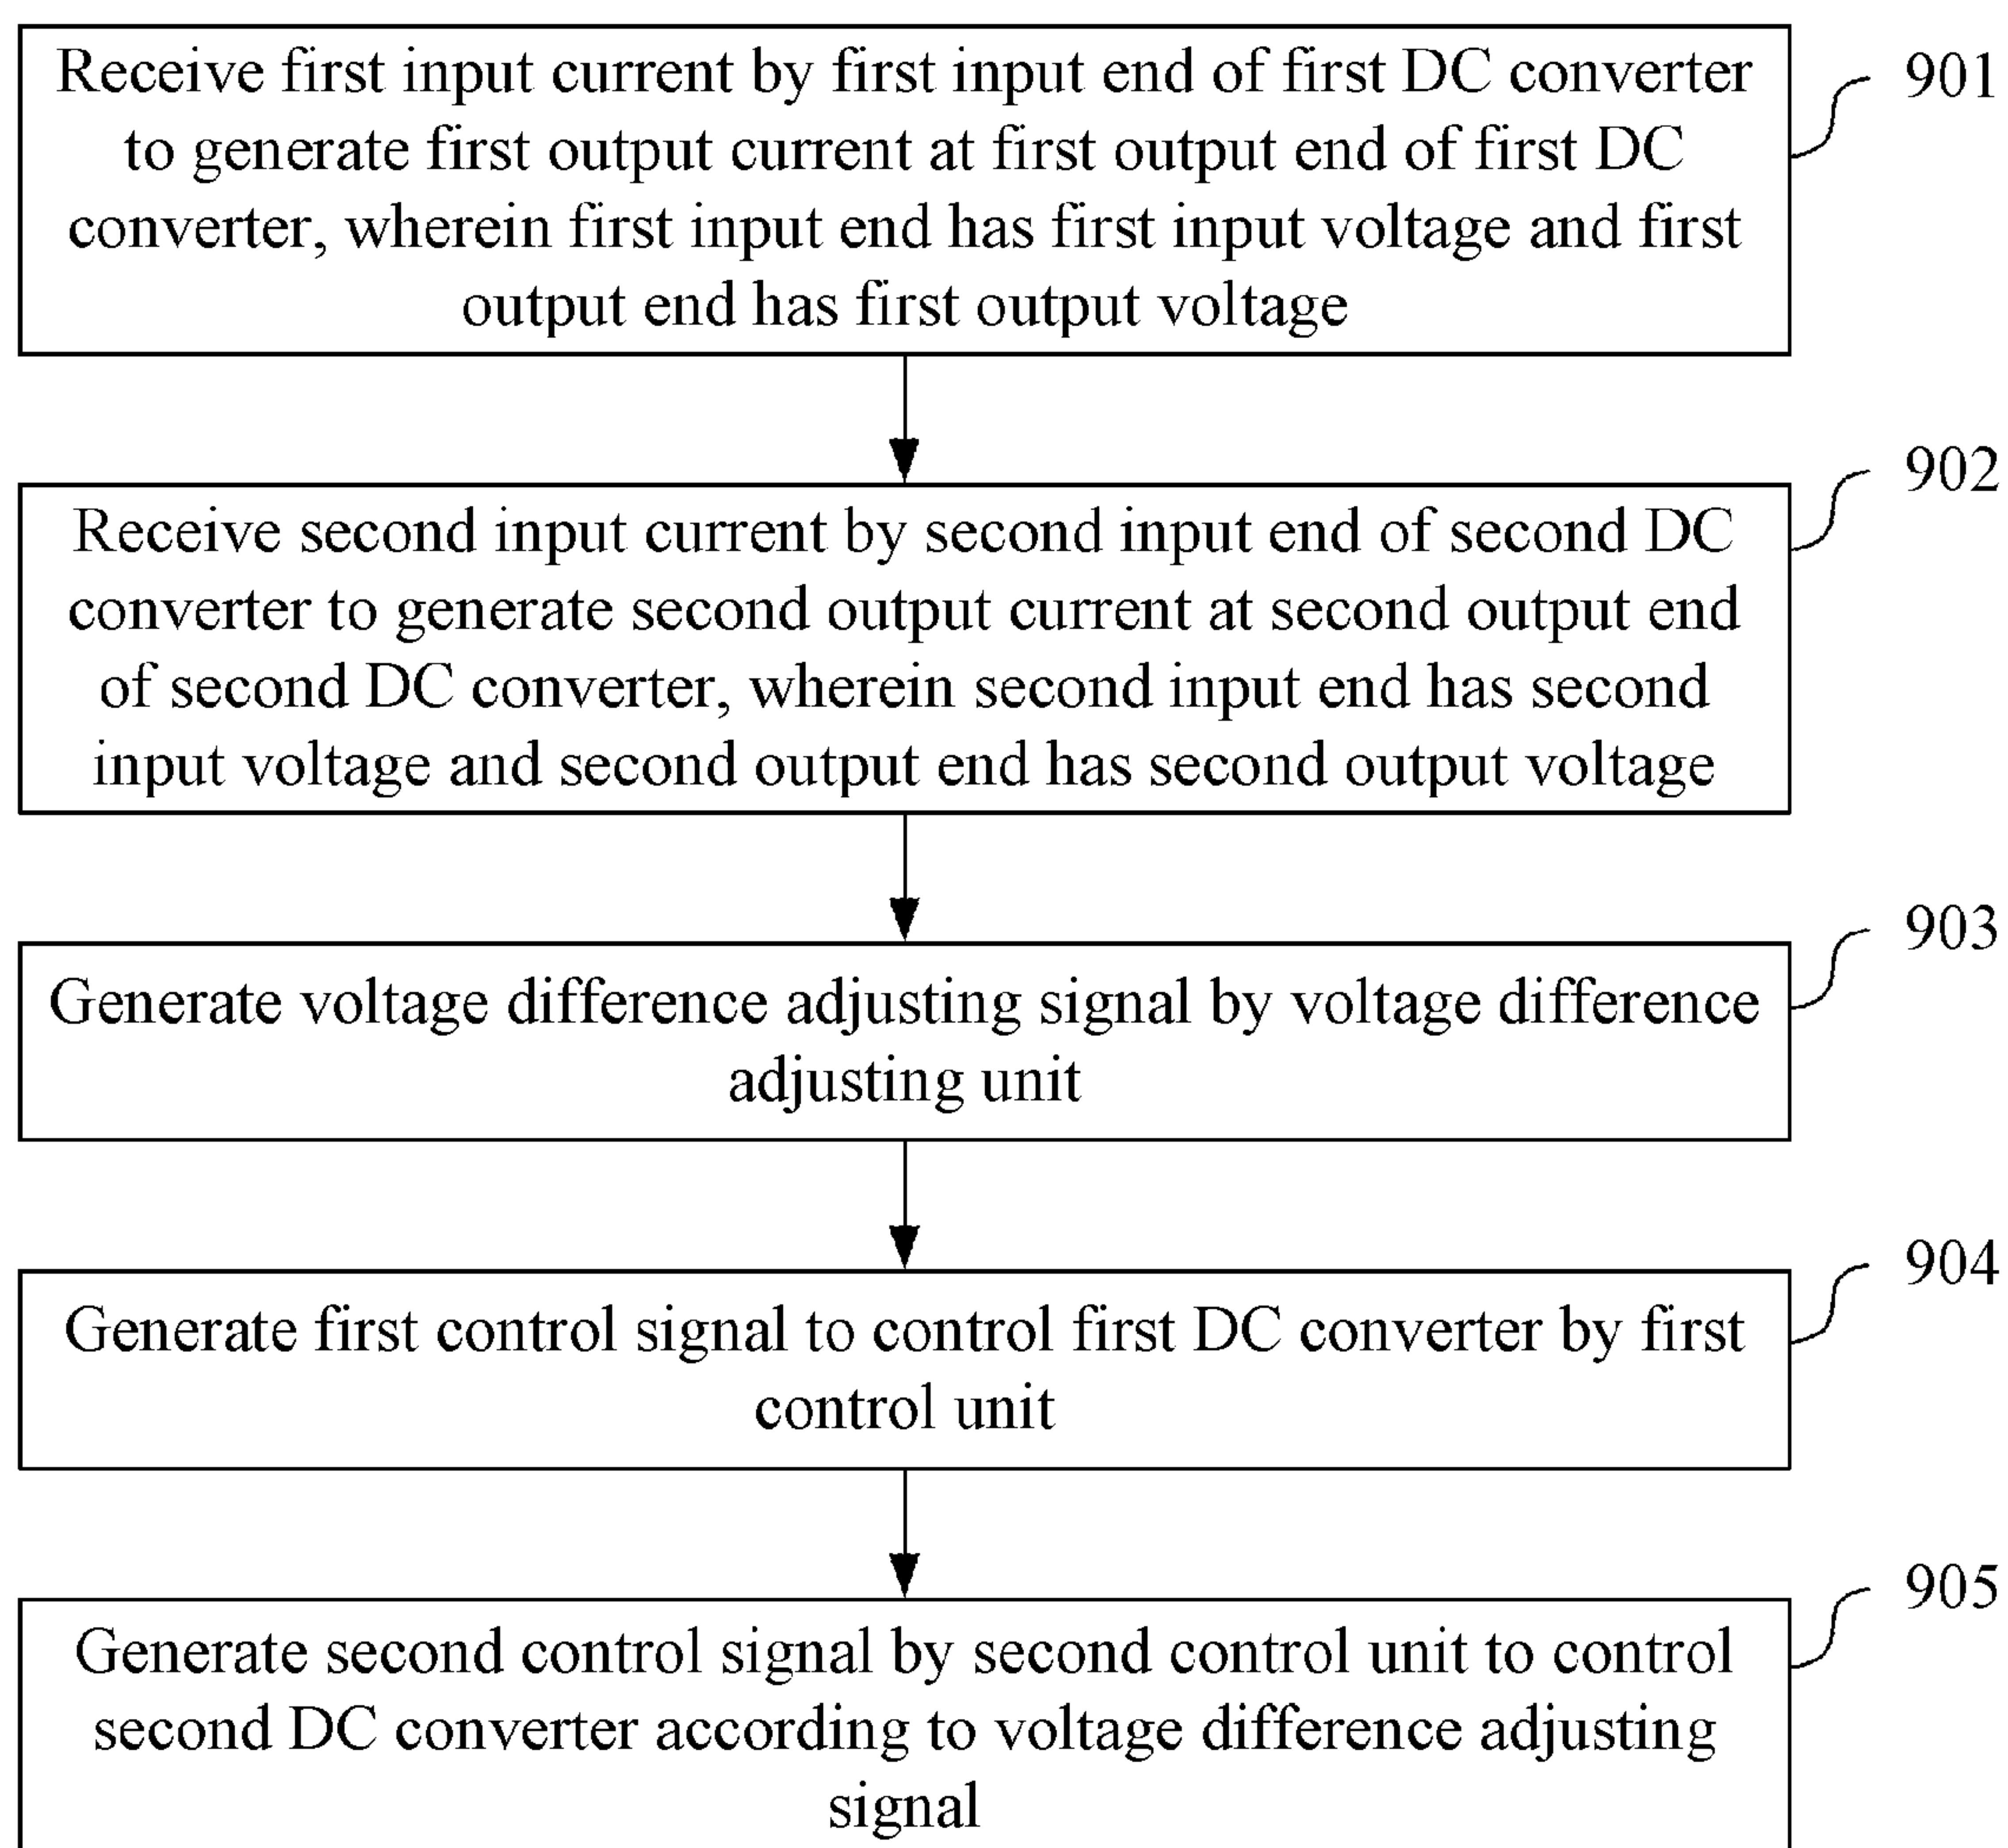 Receive first input current by first input end of first DC converter
to generate first output current at first output end of first DC
converter, wherein first input end has first input voltage and first
output end has first output voltage
901
Receive second input current by second input end of second DC
converter to generate second output current at second output end
of second DC converter, wherein second input end has second
input voltage and second output end has second output voltage
902
Generate voltage difference adjusting signal by voltage difference
adjusting unit
903
Generate first control signal to control first DC converter by first
control unit
904
Generate second control signal by second control unit to control
second DC converter according to voltage difference adjusting
signal
905